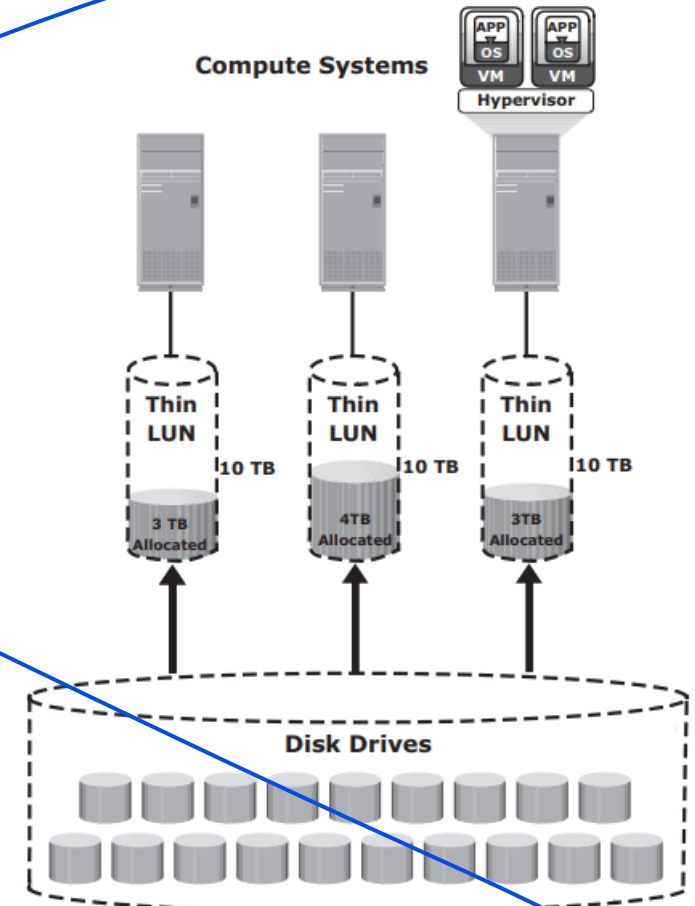 APP
OS
VM
APP
OS
VM
Hypervisor
Compute Systems
Thin
LUN
10 TB
3 TB
Allocated
Thin
LUN
10 TB
4TB
Allocated
Thin
LUN
10 TB
3TB
Allocated
Disk Drives